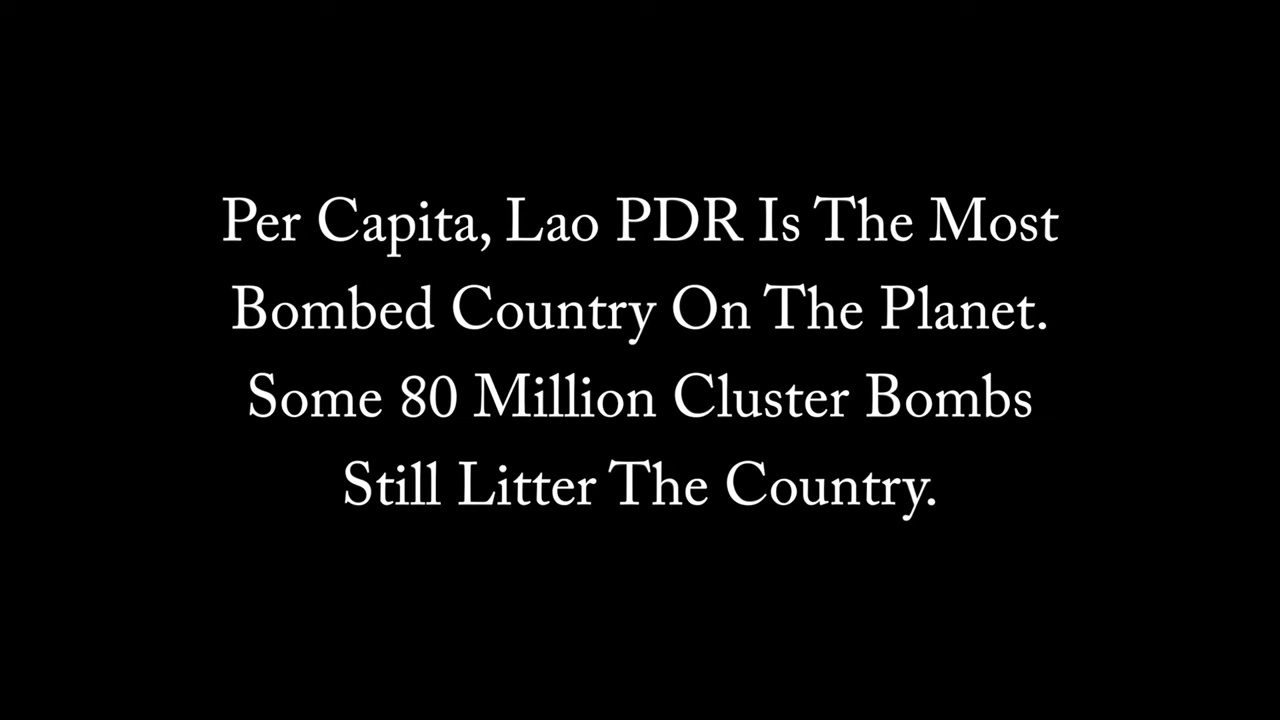 Per Capita, Lao PDR Is The Most
Bombed Country On The Planet.
Some 80 Million Cluster Bombs
Still Litter The Country.